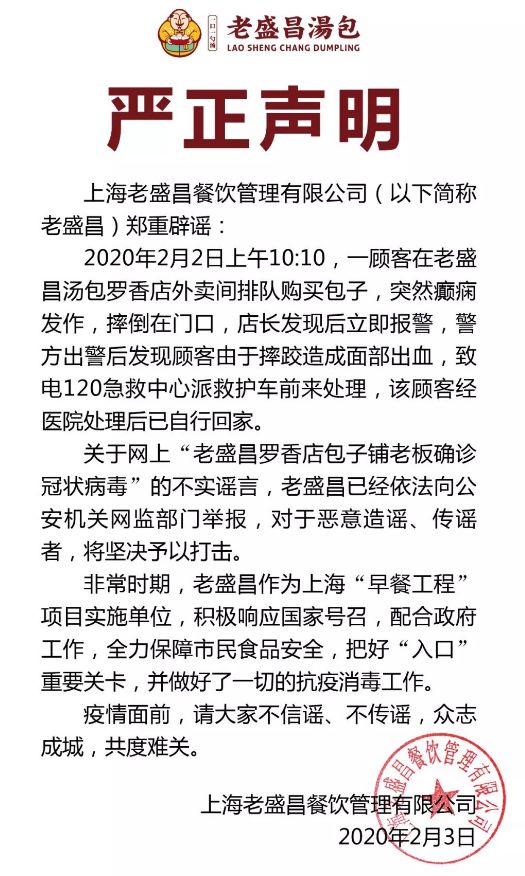 一口一勺汤
老盛昌湯包
LAO SHENG CHANG DUMPLING
严正声明
上海老盛昌餐饮管理有限公司（以下简称
老盛昌）郑重辟谣：
2020年2月2日上午10:10，一顾客在老盛
昌汤包罗香店外卖间排队购买包子，突然癫痫
发作，摔倒在门口，店长发现后立即报警，警
方出警后发现顾客由于摔跤造成面部出血，致
电120急救中心派救护车前来处理，该顾客经
医院处理后已自行回家。
关于网上“老盛昌罗香店包子铺老板确诊
冠状病毒”的不实谣言，老盛昌已经依法向公
安机关网监部门举报，对于恶意造谣、传谣
者，将坚决予以打击。
非常时期，老盛昌作为上海“早餐工程”
项目实施单位，积极响应国家号召，配合政府
工作，全力保障市民食品安全，把好“入口”
重要关卡，并做好了一切的抗疫消毒工作。
疫情面前，请大家不信谣、不传谣，众志
成城，共度难关。
上海老盛昌餐饮管理有限公司
2020年2月3日
上海老盛昌餐饮管理有限公司